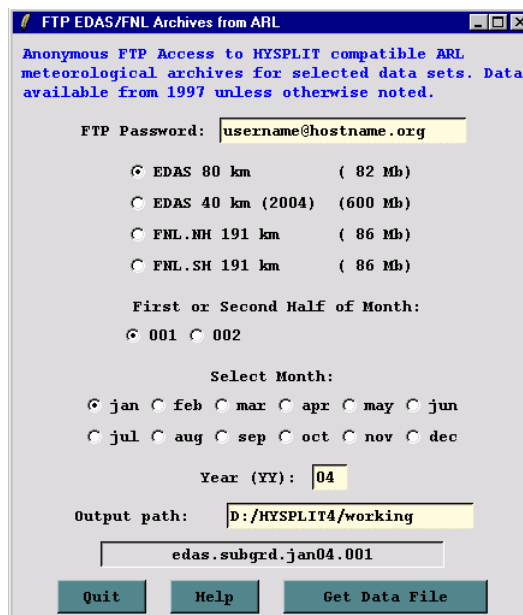 FTP EDAS/FNL Archives from ARL
Anonymous FTP Access to HYSPLIT compatible ARL
meteorological archives for selected data sets. Data
available from 1997 unless otherwise noted.
FTP Password: username@hostname.org
EDAS 80 km ( 82 Mb)
EDAS 40 km (2004) (600 Mb)
FNL.NH 191 km ( 86 Mb)
FNL.SH 191 km ( 86 Mb)
First or Second Half of Month:
001 002
Select Month:
jan feb mar apr may jun
jul aug sep oct nov dec
Year (YY): 04
Output path: D:/HYSPLIT4/working
edas.subgrd.jan04.001
Quit Help Get Data File